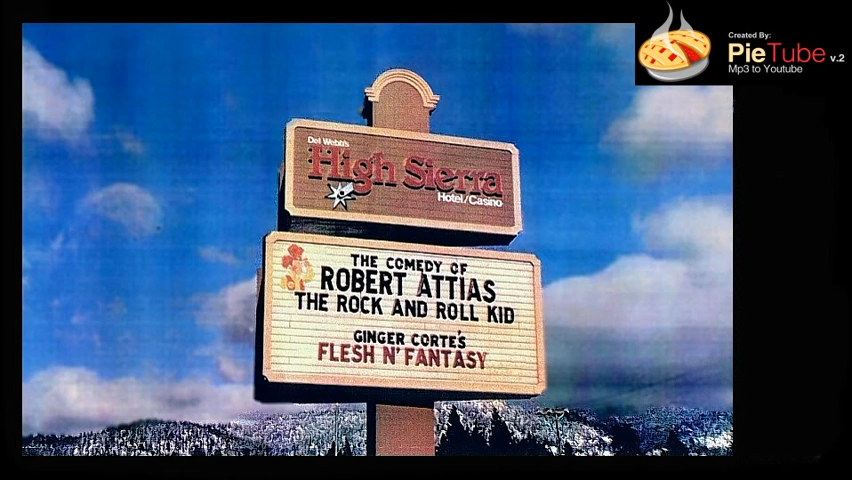 Created By:
PieTube v.2
Mp3 to Youtube
Del Webb's
High Sierra
Hotel/Casino
THE COMEDY OF
ROBERT ATTIAS
THE ROCK AND ROLL KID
GINGER CORTE'S
FLESH N' FANTASY